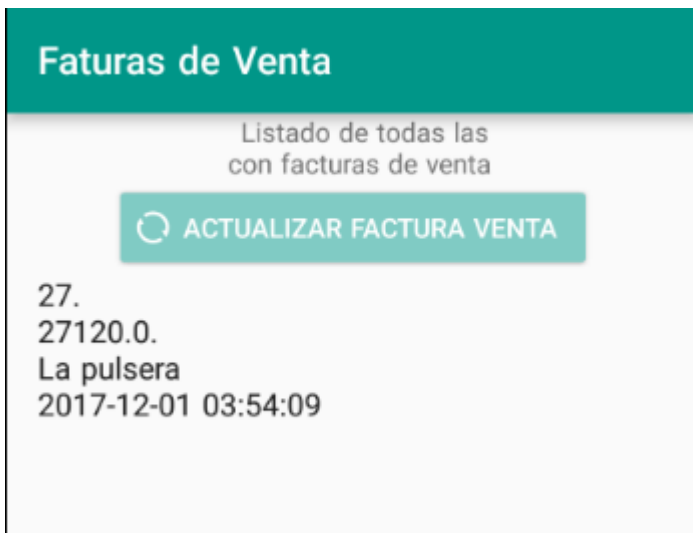 Faturas de Venta
Listado de todas las
con facturas de venta
ACTUALIZAR FACTURA VENTA
27.
27120.0.
La pulsera
2017-12-01 03:54:09